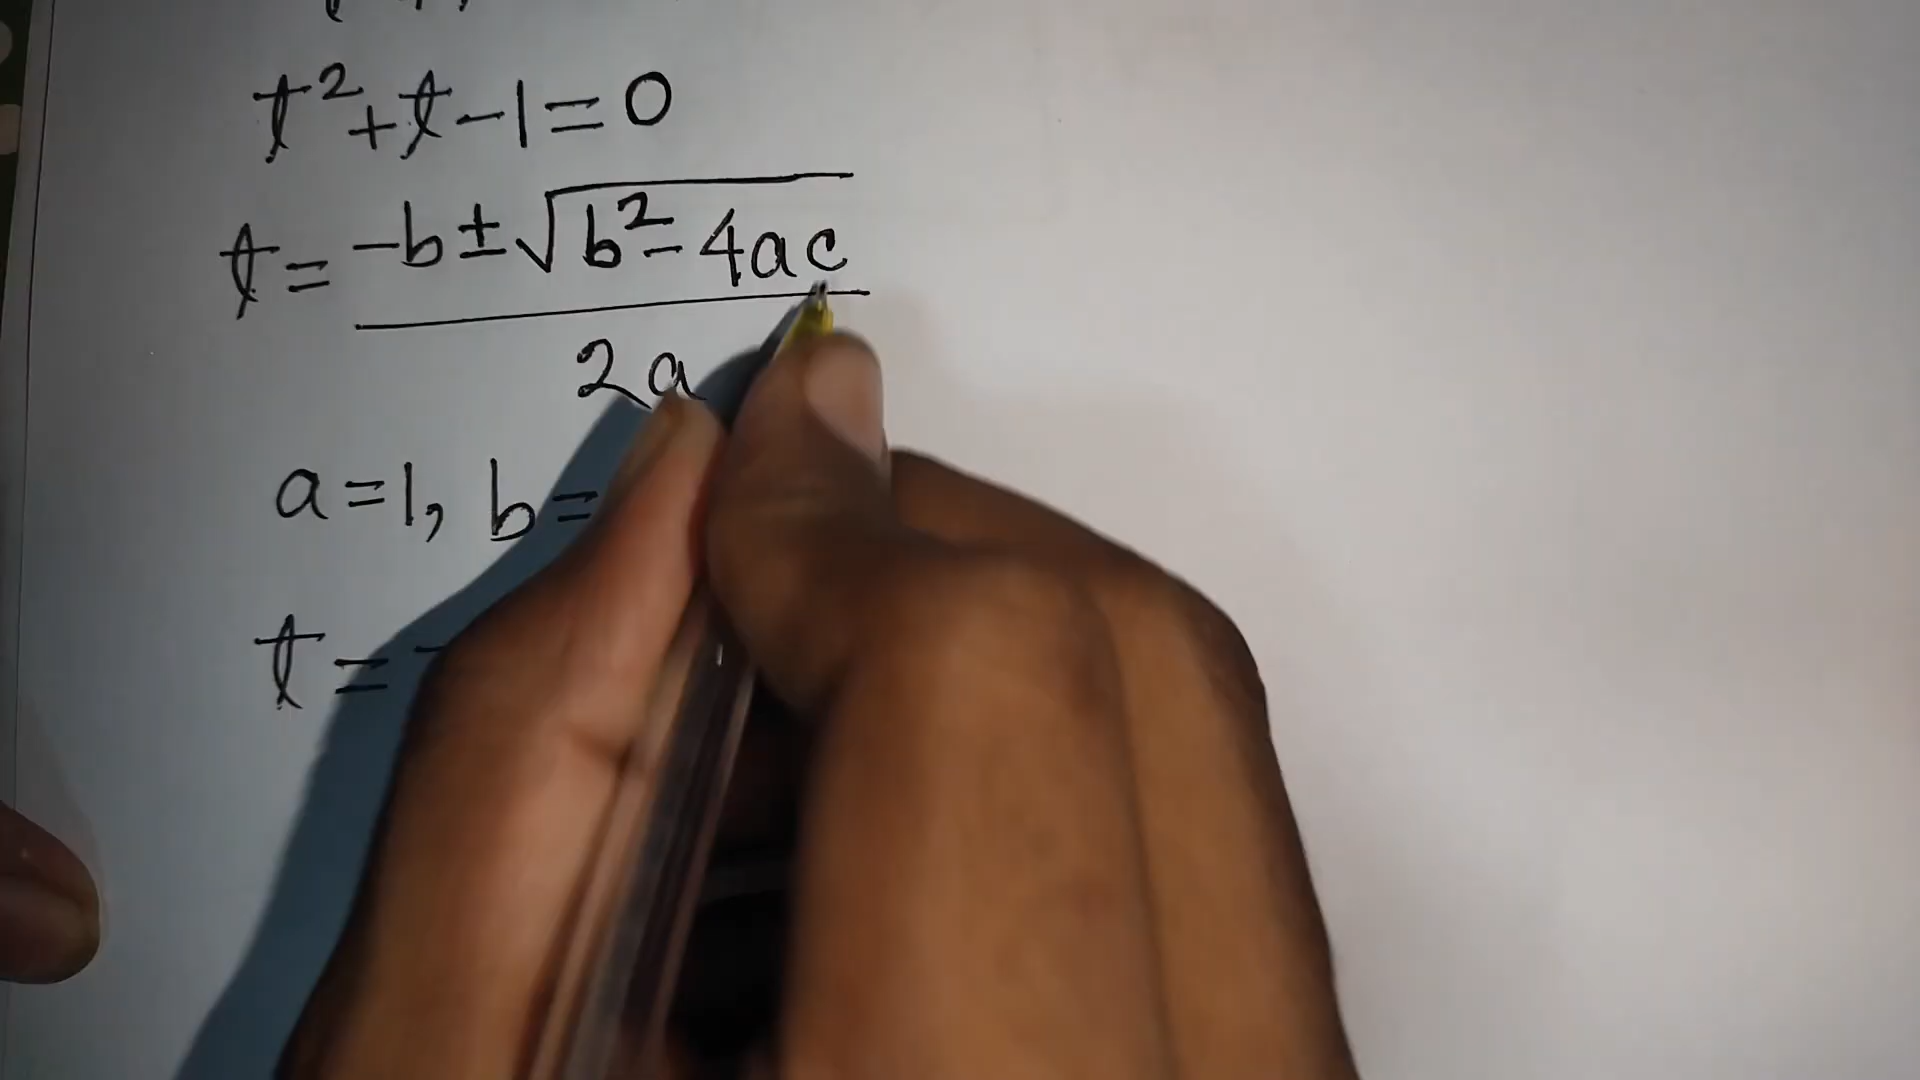 t²+t-1=0
t= -b±√b²-4ac
2a
a=1, b=
t=-